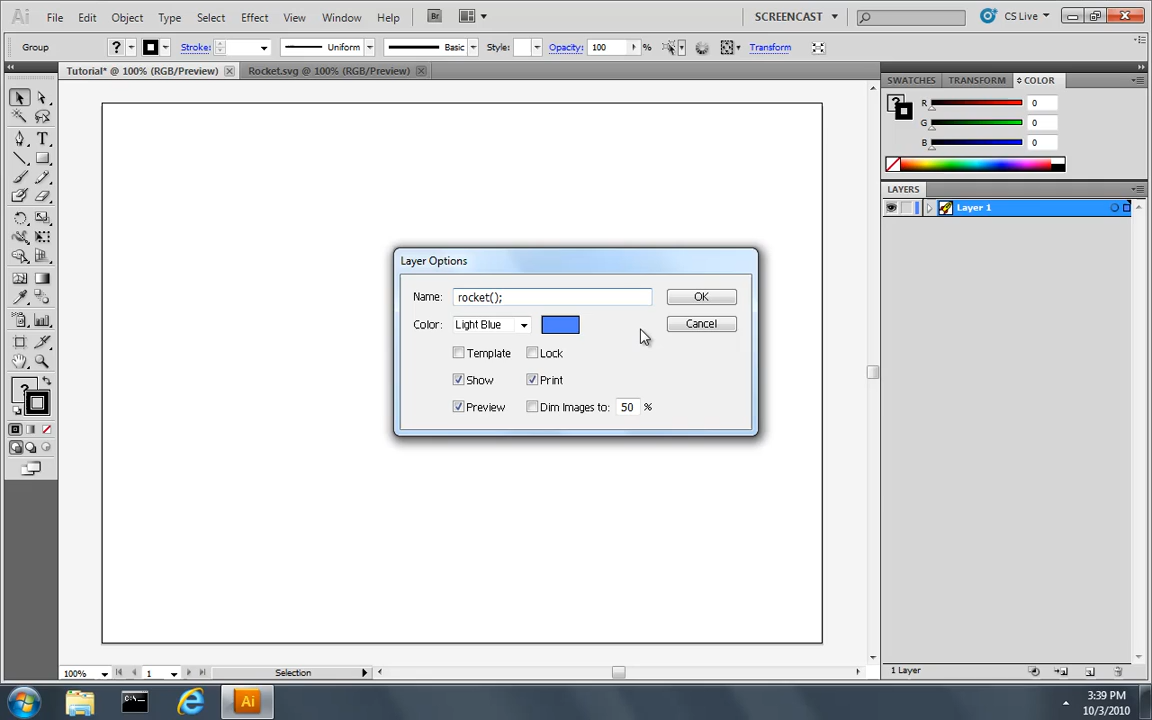 Ai File Edit Object Type Select Effect View Window Help Br SCREENCAST CS Live
Group ? Stroke: Uniform Basic Style: Opacity: 100 % Transform
Tutorial* @ 100% (RGB/Preview) Rocket.svg @ 100% (RGB/Preview)
SWATCHES TRANSFORM COLOR
? R 0
G 0
B 0
LAYERS
Layer 1
Layer Options
Name: rocket(); OK
Color: Light Blue Cancel
Template Lock
Show Print
Preview Dim Images to: 50 %
T
?
100% 1 Selection 1 Layer
C:\
Ai
3:39 PM
10/3/2010